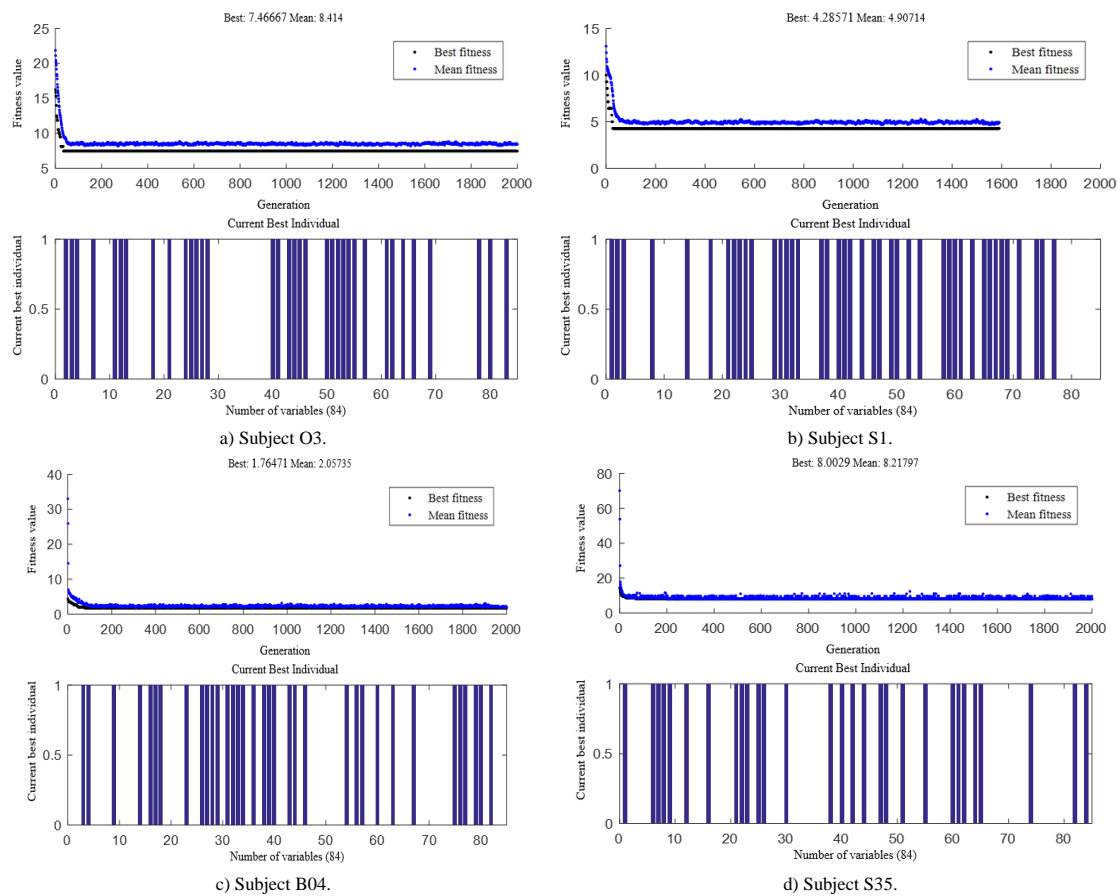 Best: 7.46667 Mean: 8.414
25
20
15
10
5
Fitness value
Best fitness
Mean fitness
0 200 400 600 800 1000 1200 1400 1600 1800 2000
Generation
Current Best Individual
1
0.5
0
Current best individual
0 10 20 30 40 50 60 70 80
Number of variables (84)
a) Subject O3.
Best: 4.28571 Mean: 4.90714
15
10
5
0
Fitness value
Best fitness
Mean fitness
0 200 400 600 800 1000 1200 1400 1600 1800 2000
Generation
Current Best Individual
1
0.5
0
Current best individual
0 10 20 30 40 50 60 70 80
Number of variables (84)
b) Subject S1.
Best: 1.76471 Mean: 2.05735
40
30
20
10
0
Fitness value
Best fitness
Mean fitness
0 200 400 600 800 1000 1200 1400 1600 1800 2000
Generation
Current Best Individual
1
0.5
0
Current best individual
0 10 20 30 40 50 60 70 80
Number of variables (84)
c) Subject B04.
Best: 8.0029 Mean: 8.21797
80
60
40
20
0
Fitness value
Best fitness
Mean fitness
0 200 400 600 800 1000 1200 1400 1600 1800 2000
Generation
Current Best Individual
1
0.5
0
Current best individual
0 10 20 30 40 50 60 70 80
Number of variables (84)
d) Subject S35.